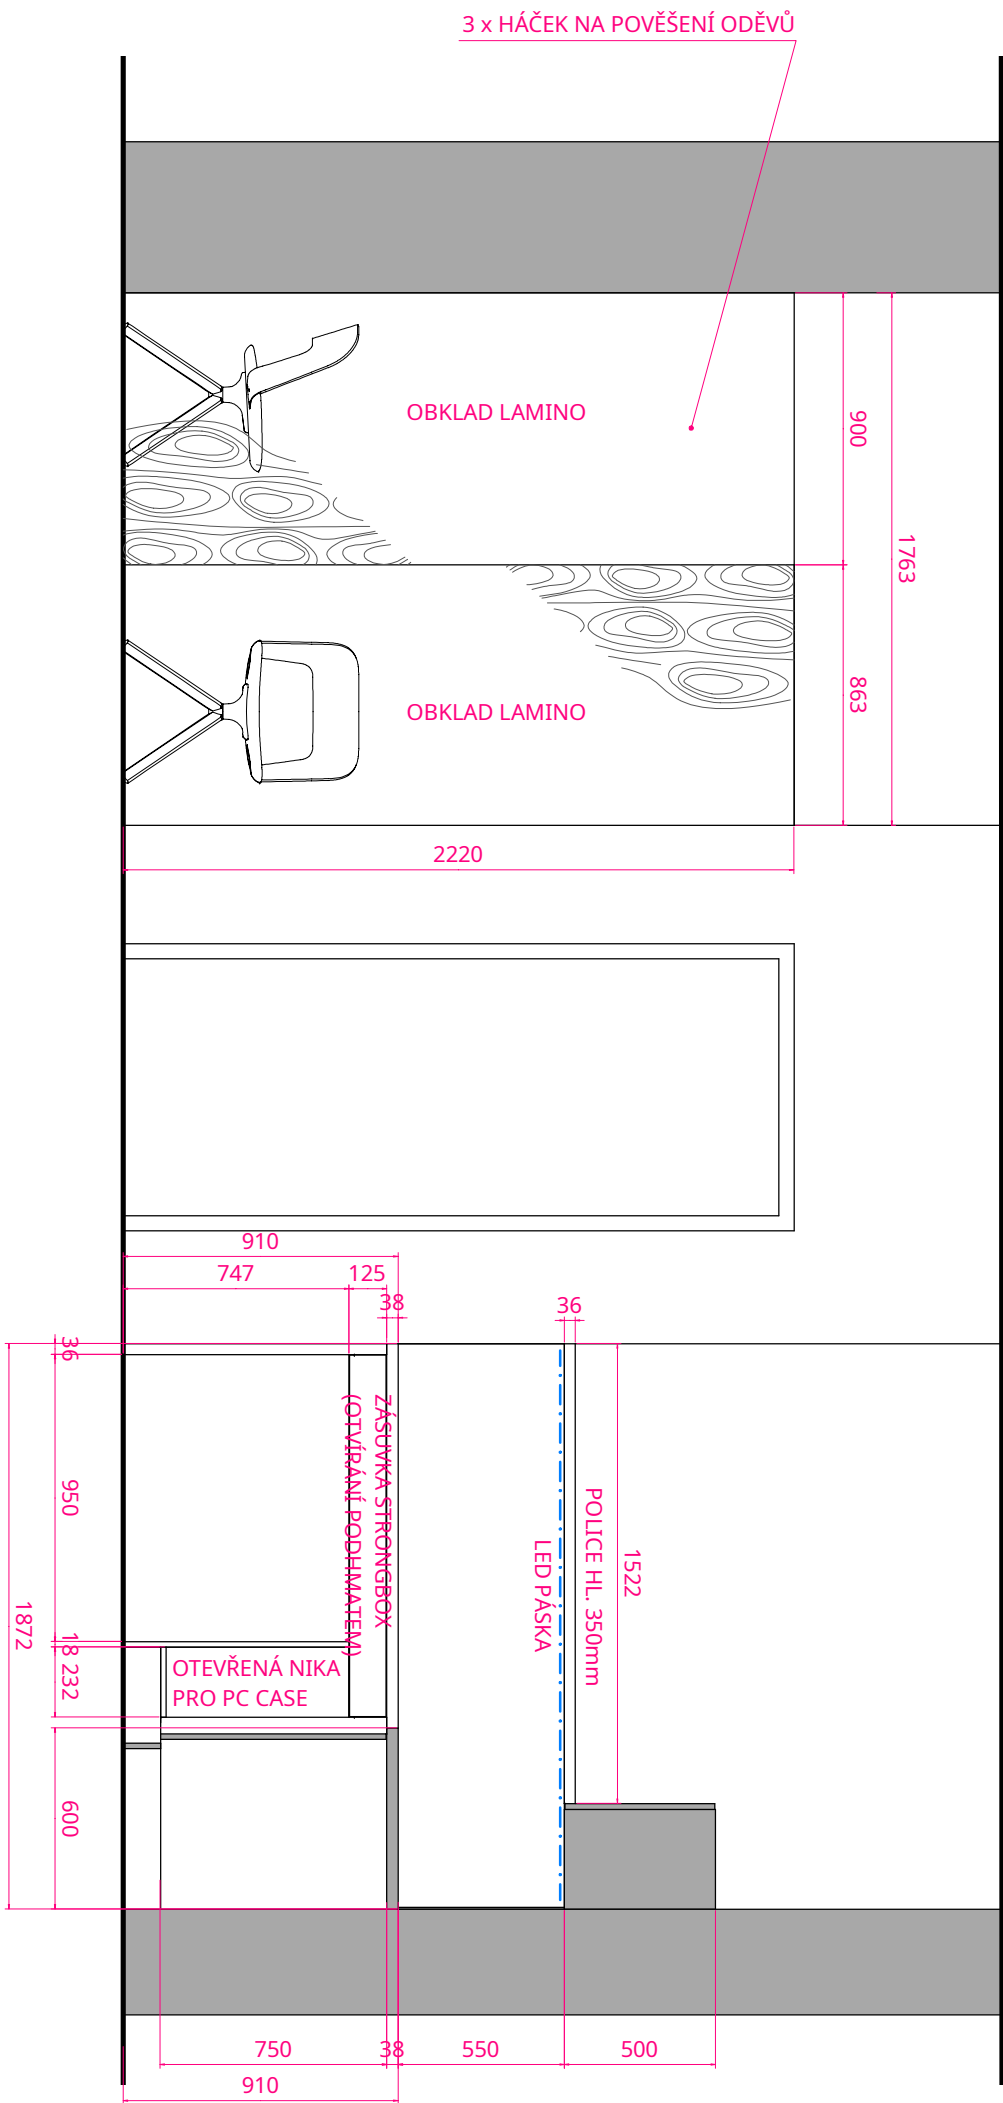 3 x HÁČEK NA POVĚŠENÍ ODĚVŮ
OBKLAD LAMINO
900
1763
OBKLAD LAMINO
863
2220
910
747
125
38
36
36
950
18
232
600
1872
ZÁSUVKA STRONGBOX
(OTVÍRÁNÍ PODHMATEM)
POLICE HL. 350mm
LED PÁSKA
1522
OTEVŘENÁ NIKA
PRO PC CASE
750
38
550
500
910